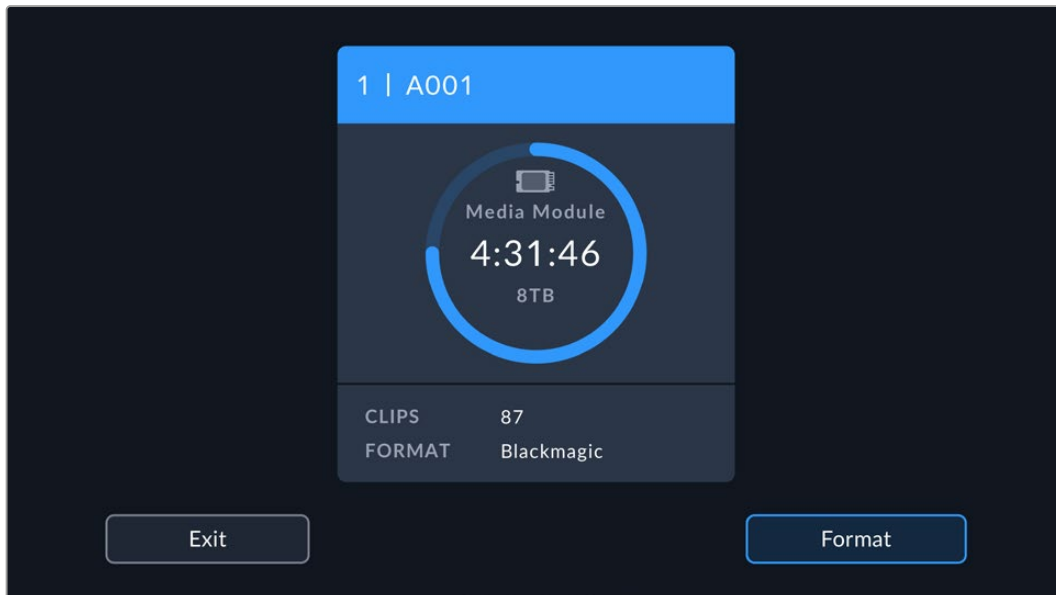 1 | A001
Media Module
4:31:46
8TB
CLIPS 87
FORMAT Blackmagic
Exit
Format